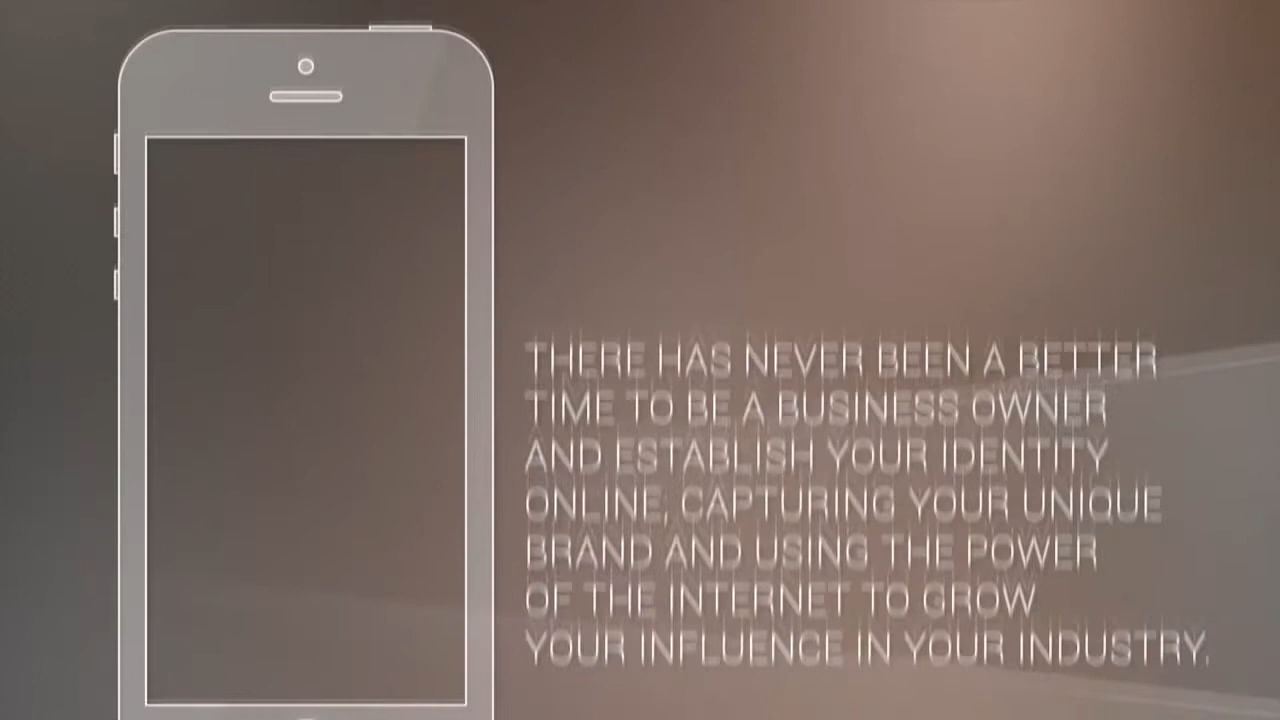 THERE HAS NEVER BEEN A BETTER
TIME TO BE A BUSINESS OWNER
AND ESTABLISH YOUR IDENTITY
ONLINE, CAPTURING YOUR UNIQUE
BRAND AND USING THE POWER
OF THE INTERNET TO GROW
YOUR INFLUENCE IN YOUR INDUSTRY.